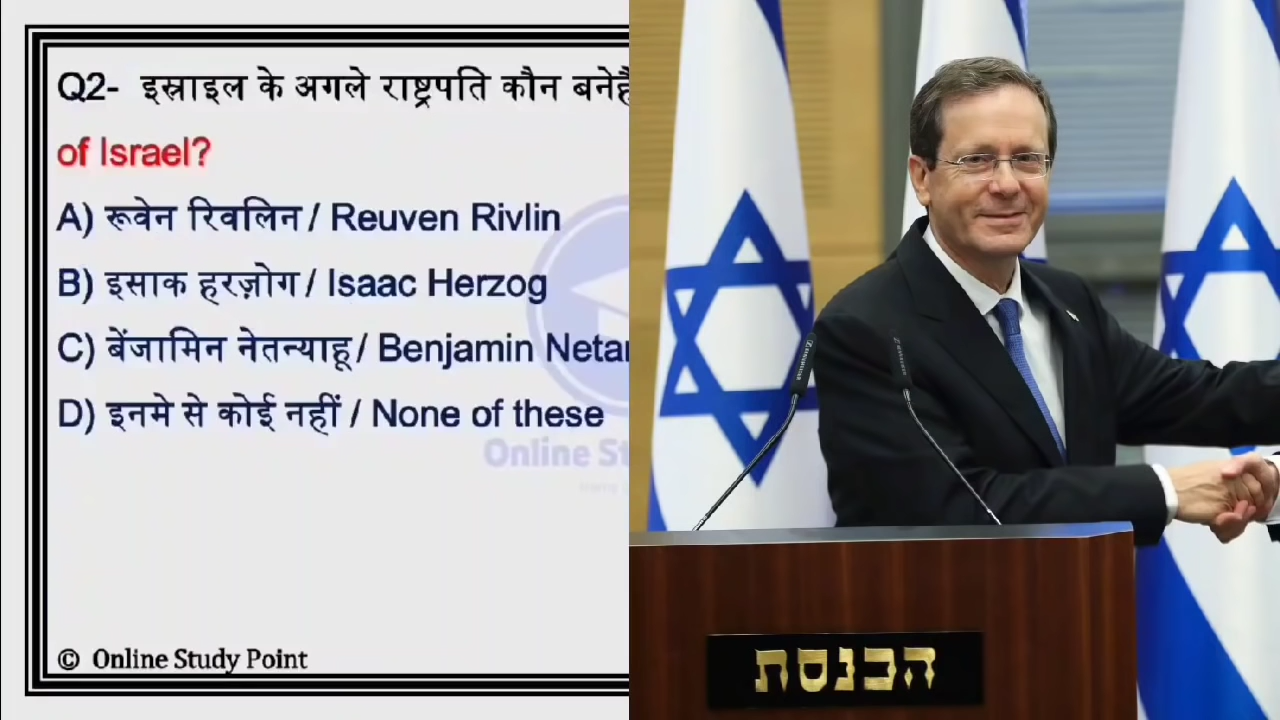 Q2- इस्राइल के अगले राष्ट्रपति कौन बनेहै
of Israel?
A) रूवेन रिवलिन / Reuven Rivlin
B) इसाक हरज़ोग / Isaac Herzog
C) बेंजामिन नेतन्याहू / Benjamin Netan
D) इनमे से कोई नहीं / None of these
Online St
© Online Study Point
הכנסת